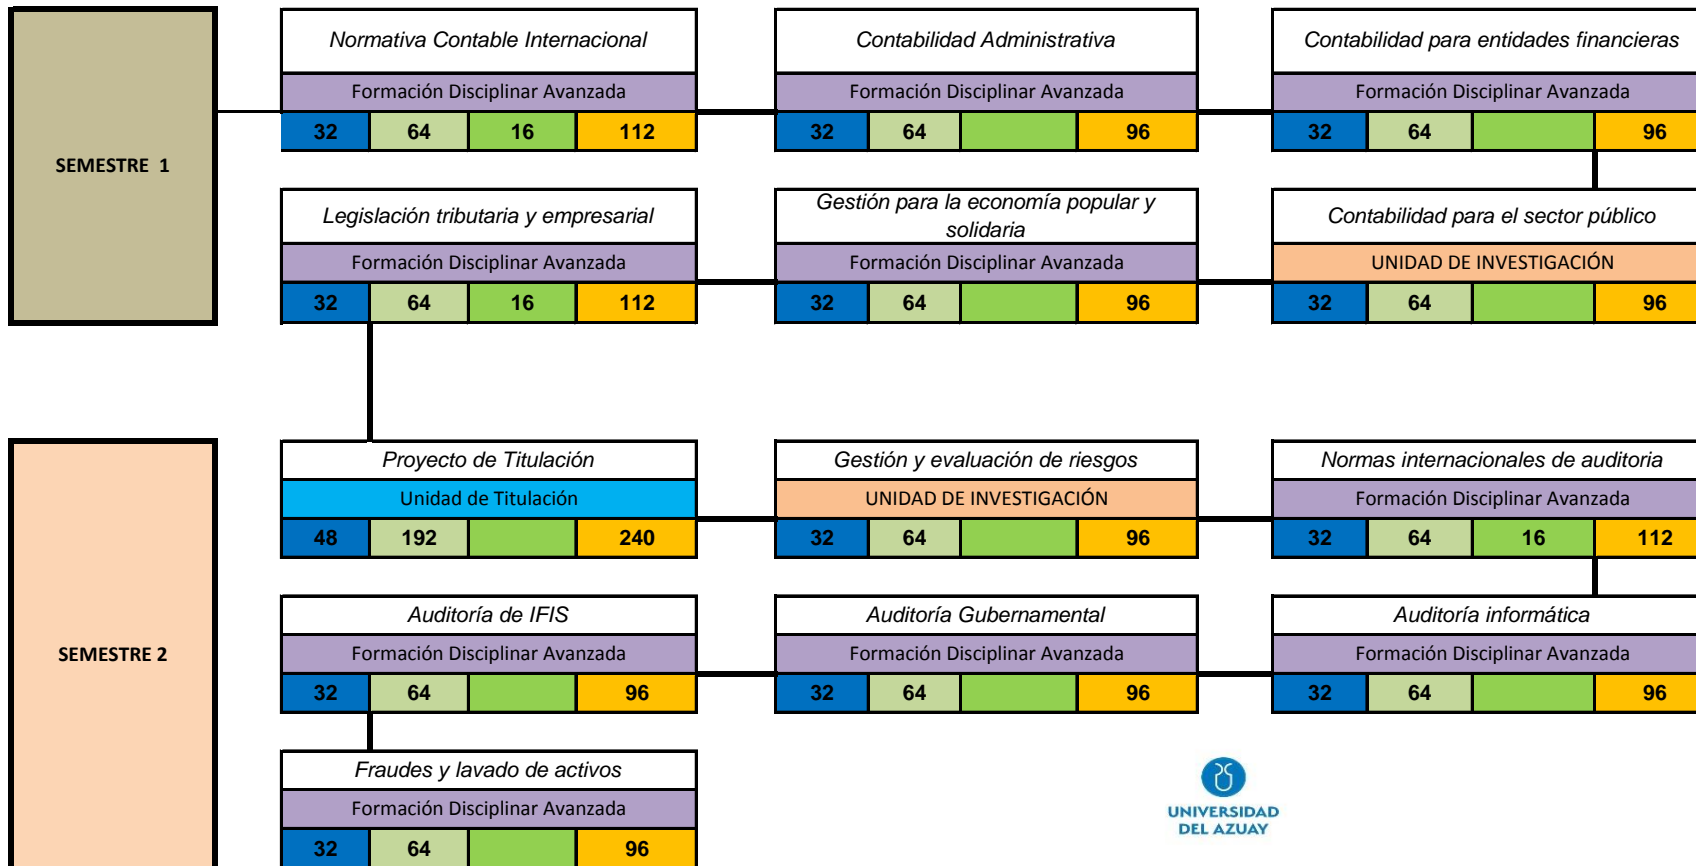 SEMESTRE 1
Normativa Contable Internacional
Formación Disciplinar Avanzada
32 64 16 112
Contabilidad Administrativa
Formación Disciplinar Avanzada
32 64 96
Contabilidad para entidades financieras
Formación Disciplinar Avanzada
32 64 96
Legislación tributaria y empresarial
Formación Disciplinar Avanzada
32 64 16 112
Gestión para la economía popular y
solidaria
Formación Disciplinar Avanzada
32 64 96
Contabilidad para el sector público
UNIDAD DE INVESTIGACIÓN
32 64 96
SEMESTRE 2
Proyecto de Titulación
Unidad de Titulación
48 192 240
Gestión y evaluación de riesgos
UNIDAD DE INVESTIGACIÓN
32 64 96
Normas internacionales de auditoria
Formación Disciplinar Avanzada
32 64 16 112
Auditoría de IFIS
Formación Disciplinar Avanzada
32 64 96
Auditoría Gubernamental
Formación Disciplinar Avanzada
32 64 96
Auditoría informática
Formación Disciplinar Avanzada
32 64 96
Fraudes y lavado de activos
Formación Disciplinar Avanzada
32 64 96
UNIVERSIDAD
DEL AZUAY